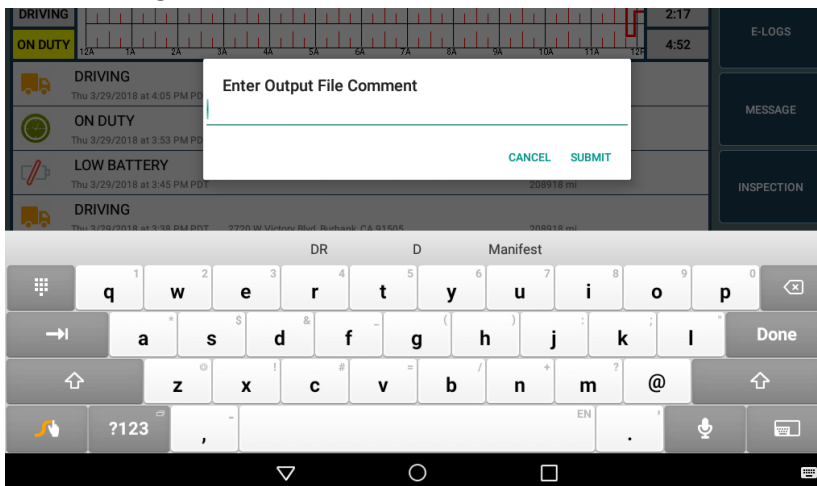 DRIVING 2:17
E-LOGS
ON DUTY 4:52
12A 1A 2A 3A 4A 5A 6A 7A 8A 9A 10A 11A 12P
DRIVING
Thu 3/29/2018 at 4:05 PM PD
Enter Output File Comment
MESSAGE
ON DUTY
Thu 3/29/2018 at 3:53 PM PD
CANCEL SUBMIT
LOW BATTERY
Thu 3/29/2018 at 3:45 PM PDT 208918 mi
INSPECTION
DRIVING
Thu 3/29/2018 at 3:38 PM PDT 2720 W Victory Blvd, Burbank, CA 91505 208918 mi
DR D Manifest
1 2 3 4 5 6 7 8 9 0
q w e r t y u i o p
* $ & _ ( ) : ; "
a s d f g h j k l Done
☺ ! # = / + ?
z x c v b n m @
EN '
?123 , .